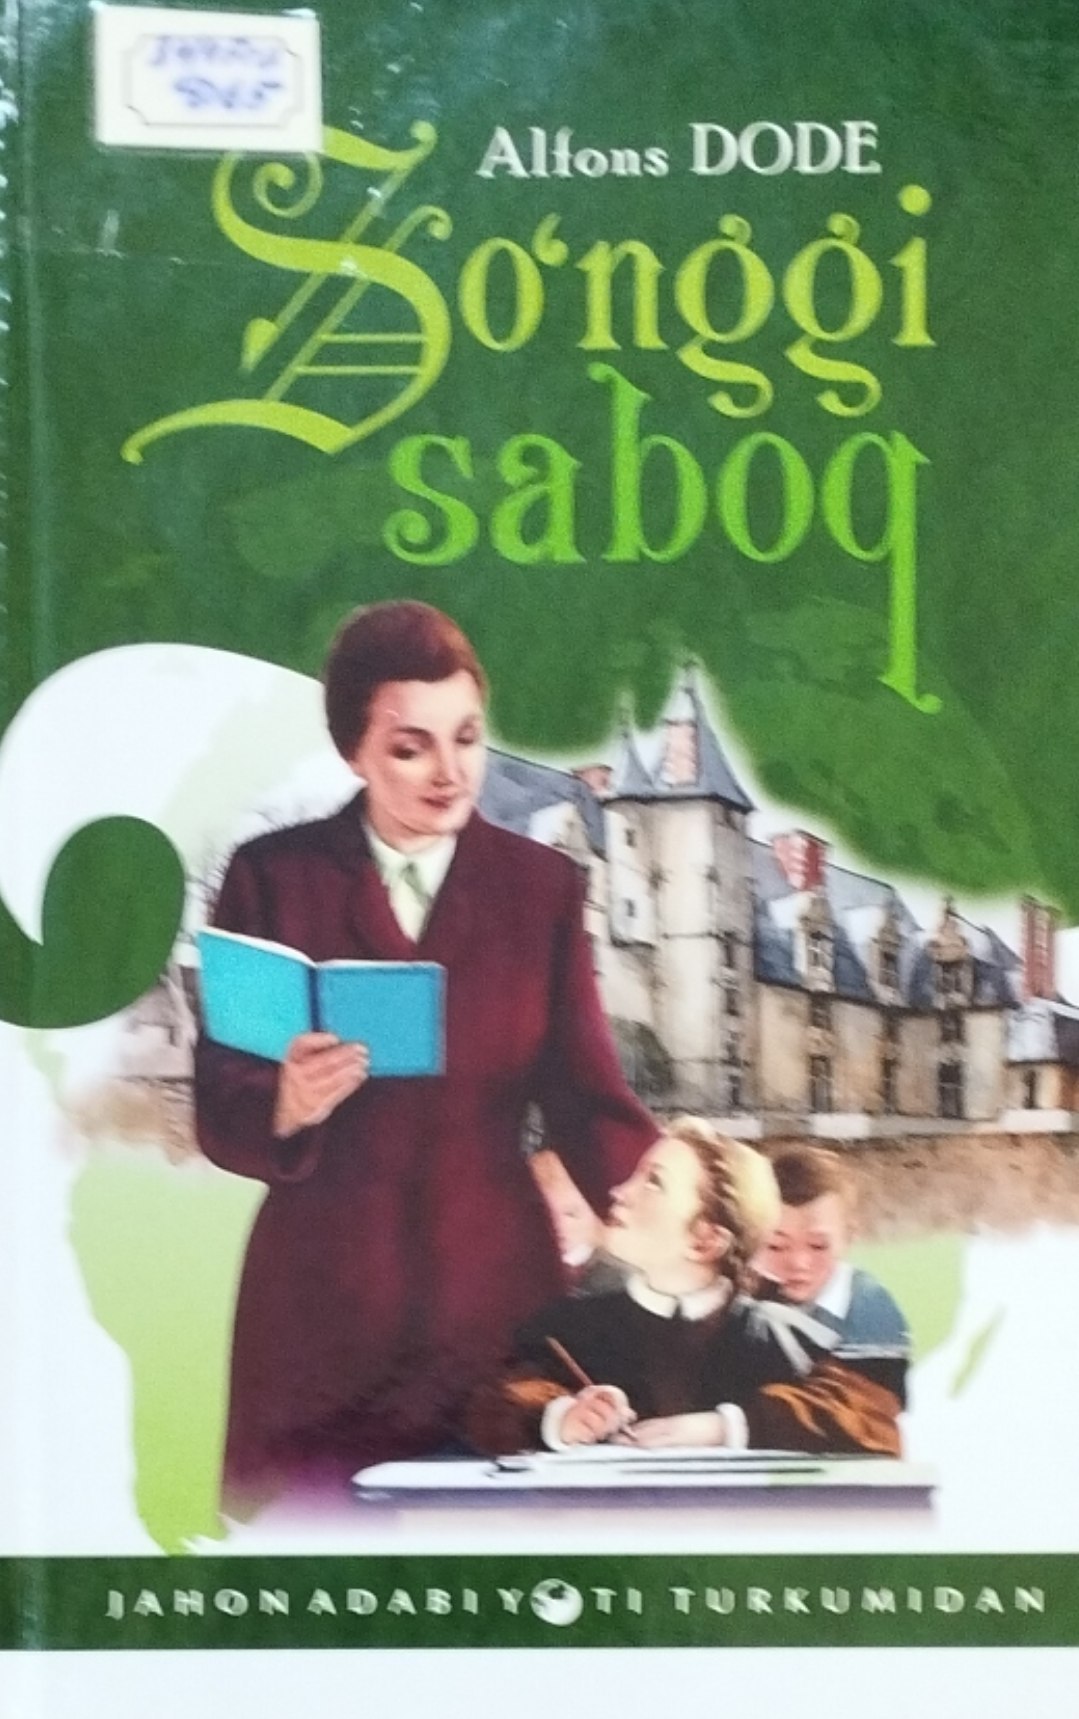 Alfons DODE
So‘nggi
saboq
JAHON ADABIYOTI TURKUMIDAN